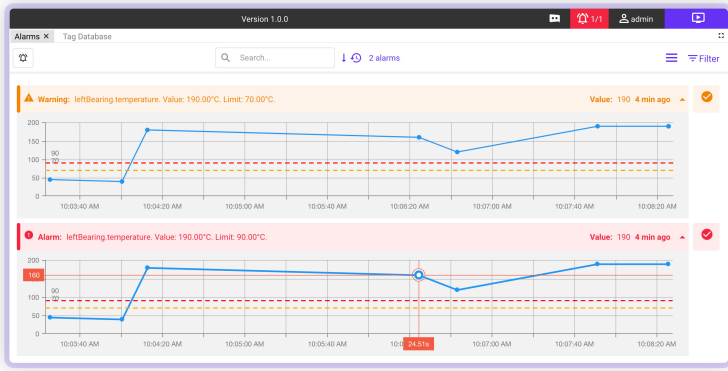 Version 1.0.0
1/1
admin
Alarms ×
Tag Database
Search...
2 alarms
Filter
Warning: leftBearing.temperature. Value: 190.00°C. Limit: 70.00°C.
Value: 190 4 min ago
200
150
100
50
0
90
70
10:03:40 AM 10:04:20 AM 10:05:00 AM 10:05:40 AM 10:06:20 AM 10:07:00 AM 10:07:40 AM 10:08:20 AM
Alarm: leftBearing.temperature. Value: 190.00°C. Limit: 90.00°C.
Value: 190 4 min ago
200
160
100
50
0
90
70
10:03:40 AM 10:04:20 AM 10:05:00 AM 10:05:40 AM 10:0 24.51s 10:07:00 AM 10:07:40 AM 10:08:20 AM